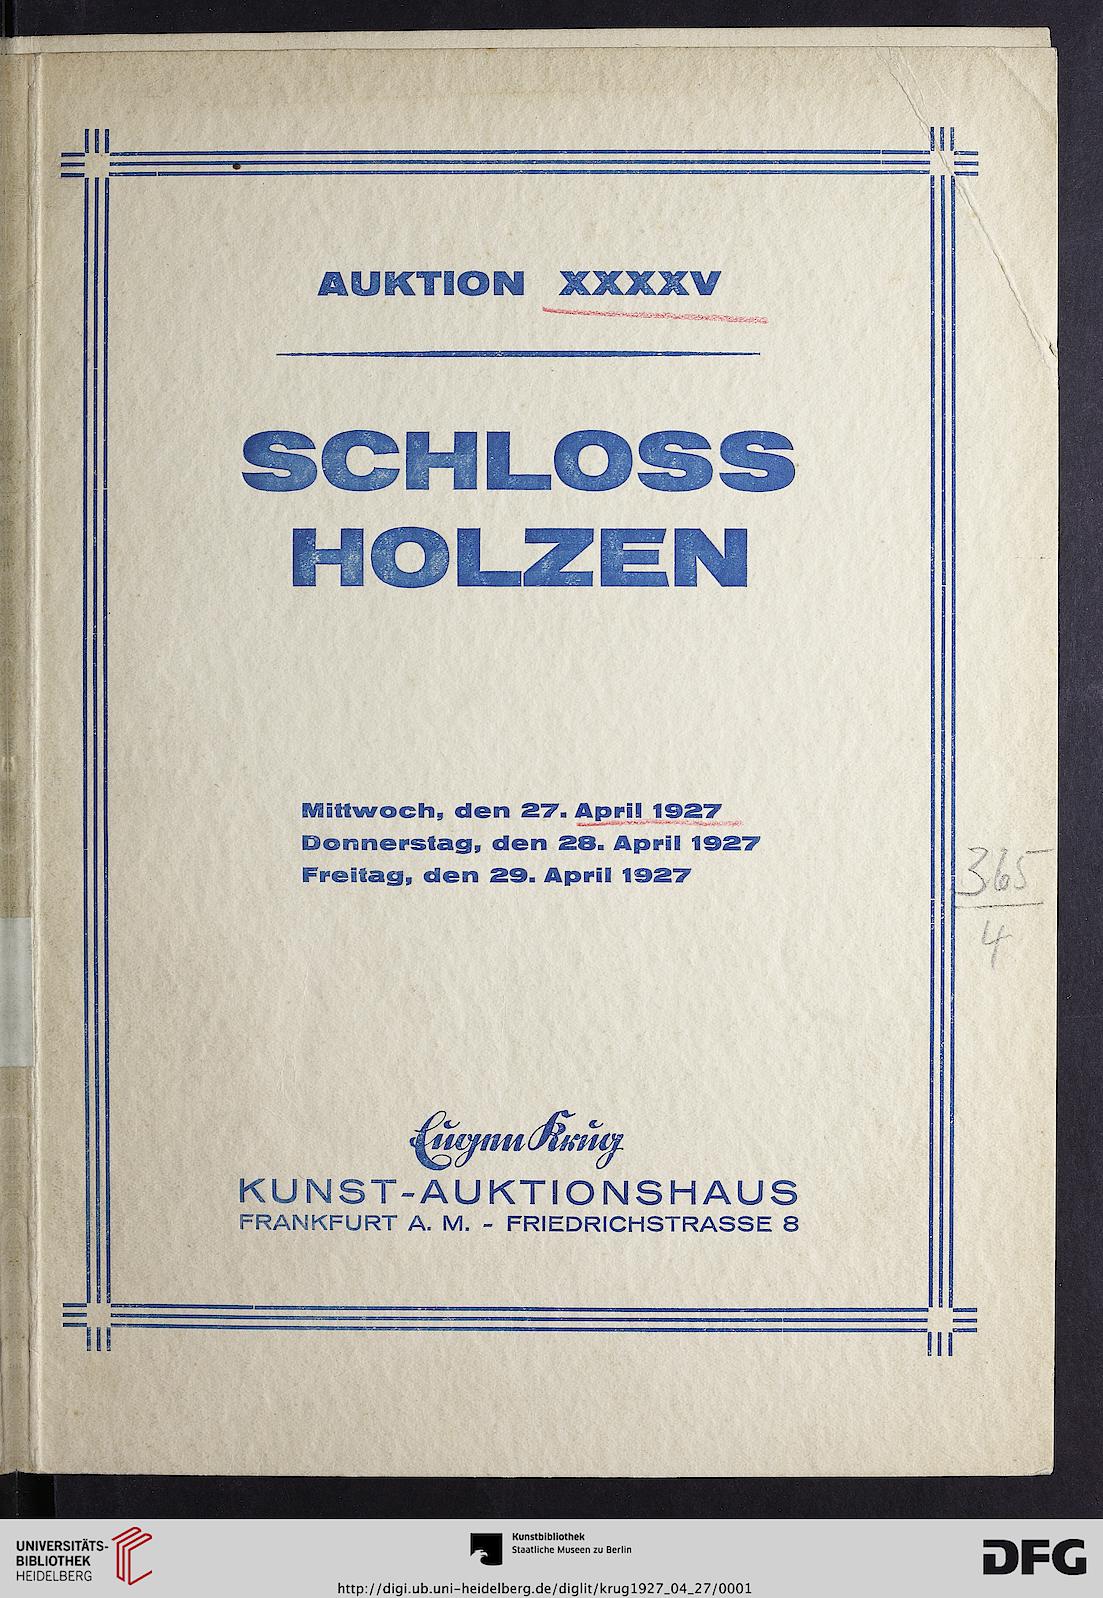 AUKTION XXXXV
SCHLOSS
HOLZEN
Mittwoch, den 27. April 1927
Donnerstag, den 28. April 1927
Freitag, den 29. April 1927
365
4
Eugen Krug
KUNST-AUKTIONSHAUS
FRANKFURT A. M. - FRIEDRICHSTRASSE 8
UNIVERSITÄTS-
BIBLIOTHEK
HEIDELBERG
Kunstbibliothek
Staatliche Museen zu Berlin
DFG
http://digi.ub.uni-heidelberg.de/diglit/krug1927_04_27/0001